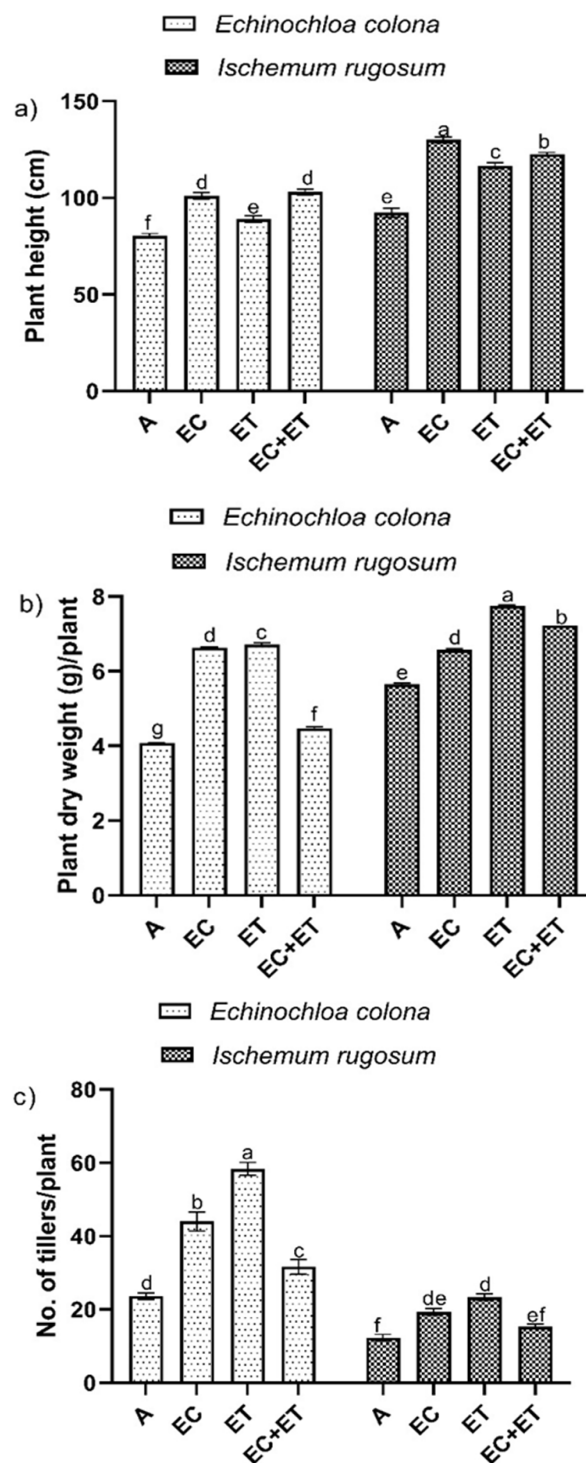 Echinochloa colona
Ischemum rugosum
a)
Plant height (cm)
150
100
50
0
f
d
e
d
e
a
c
b
A
EC
ET
EC+ET
A
EC
ET
EC+ET
Echinochloa colona
Ischemum rugosum
b)
Plant dry weight (g)/plant
8
6
4
2
0
g
d
c
f
e
d
a
b
A
EC
ET
EC+ET
A
EC
ET
EC+ET
Echinochloa colona
Ischemum rugosum
c)
No. of tillers/plant
80
60
40
20
0
d
b
a
c
f
de
d
ef
A
EC
ET
EC+ET
A
EC
ET
EC+ET